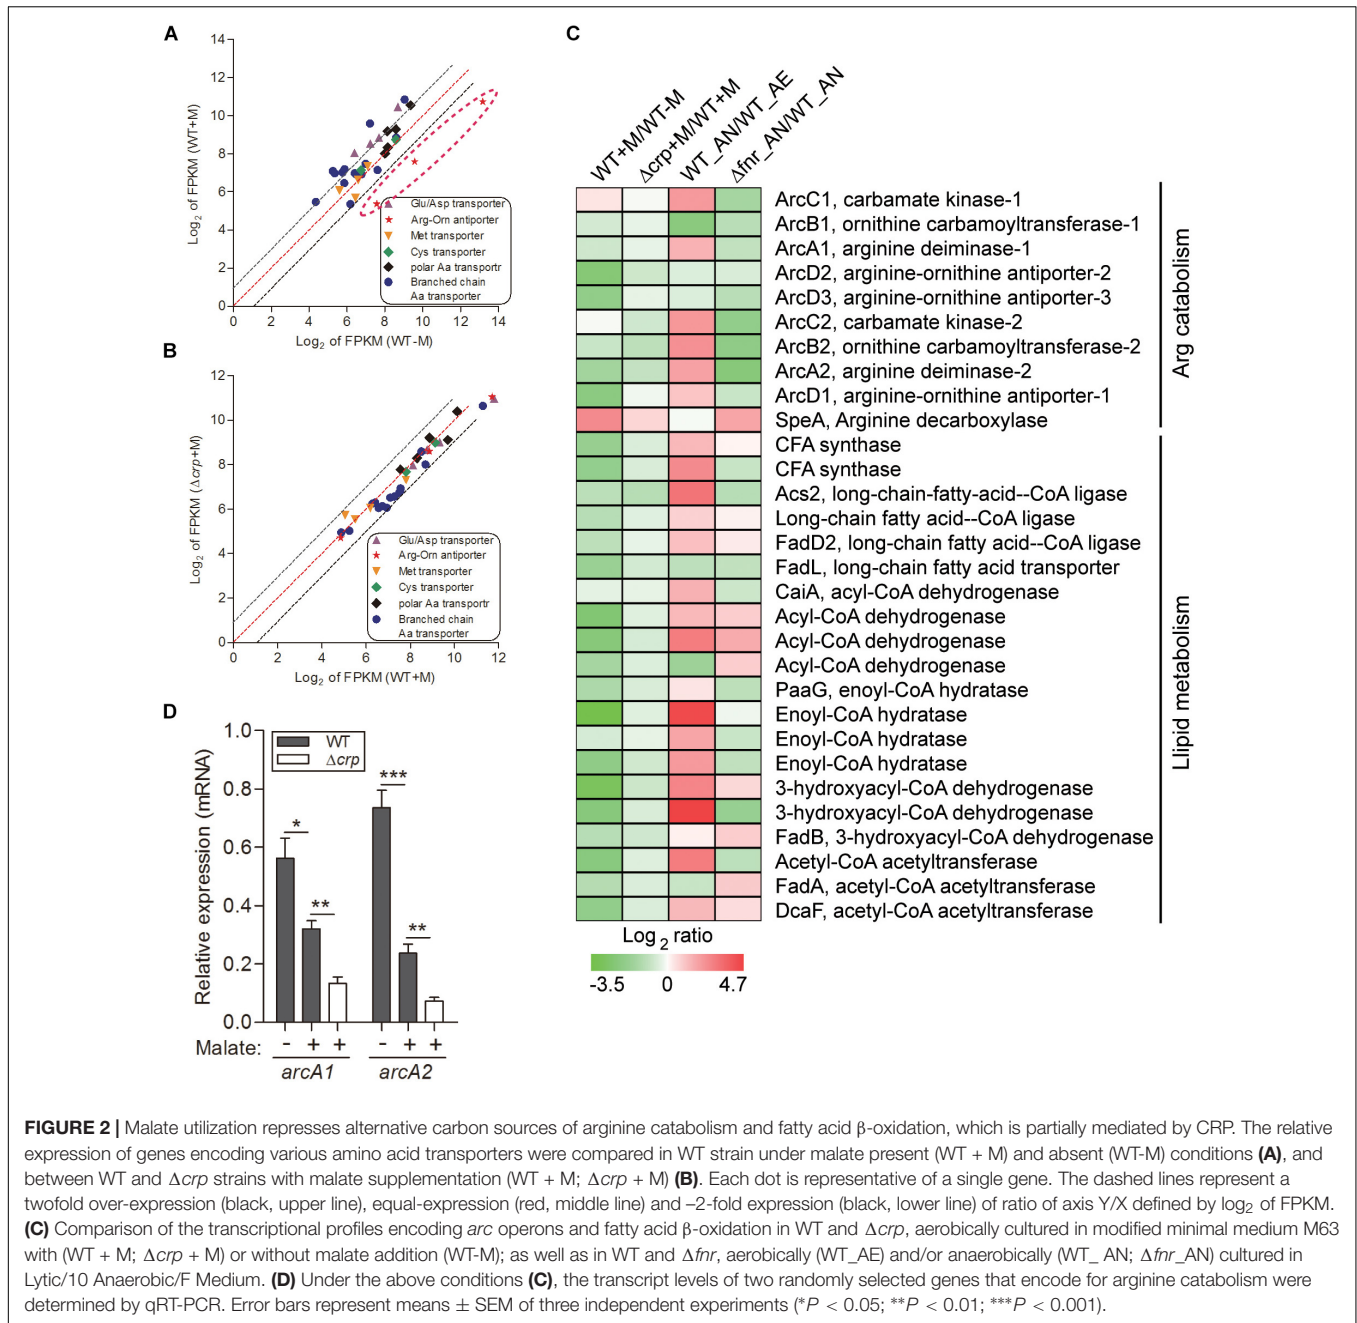 A
14
12
10
8
6
4
2
0
Log2 of FPKM (WT+M)
Glu/Asp transporter
Arg-Orn antiporter
Met transporter
Cys transporter
polar Aa transportr
Branched chain
Aa transporter
0 2 4 6 8 10 12 14
Log2 of FPKM (WT-M)
B
12
10
8
6
4
2
0
Log2 of FPKM (Δcrp+M)
Glu/Asp transporter
Arg-Orn antiporter
Met transporter
Cys transporter
polar Aa transportr
Branched chain
Aa transporter
0 2 4 6 8 10 12
Log2 of FPKM (WT+M)
C
WT+M/WT-M
Δcrp+M/WT+M
WT_AN/WT_AE
Δfnr_AN/WT_AN
ArcC1, carbamate kinase-1
ArcB1, ornithine carbamoyltransferase-1
ArcA1, arginine deiminase-1
ArcD2, arginine-ornithine antiporter-2
ArcD3, arginine-ornithine antiporter-3
ArcC2, carbamate kinase-2
ArcB2, ornithine carbamoyltransferase-2
ArcA2, arginine deiminase-2
ArcD1, arginine-ornithine antiporter-1
SpeA, Arginine decarboxylase
CFA synthase
CFA synthase
Acs2, long-chain-fatty-acid--CoA ligase
Long-chain fatty acid--CoA ligase
FadD2, long-chain fatty acid--CoA ligase
FadL, long-chain fatty acid transporter
CaiA, acyl-CoA dehydrogenase
Acyl-CoA dehydrogenase
Acyl-CoA dehydrogenase
Acyl-CoA dehydrogenase
PaaG, enoyl-CoA hydratase
Enoyl-CoA hydratase
Enoyl-CoA hydratase
Enoyl-CoA hydratase
3-hydroxyacyl-CoA dehydrogenase
3-hydroxyacyl-CoA dehydrogenase
FadB, 3-hydroxyacyl-CoA dehydrogenase
Acetyl-CoA acetyltransferase
FadA, acetyl-CoA acetyltransferase
DcaF, acetyl-CoA acetyltransferase
Arg catabolism
Llipid metabolism
Log 2 ratio
-3.5 0 4.7
D
1.0
0.8
0.6
0.4
0.2
0.0
Relative expression (mRNA)
WT
Δcrp
* ** *** **
Malate: - + + - + +
arcA1 arcA2
FIGURE 2 | Malate utilization represses alternative carbon sources of arginine catabolism and fatty acid β-oxidation, which is partially mediated by CRP. The relative
expression of genes encoding various amino acid transporters were compared in WT strain under malate present (WT + M) and absent (WT-M) conditions (A), and
between WT and Δcrp strains with malate supplementation (WT + M; Δcrp + M) (B). Each dot is representative of a single gene. The dashed lines represent a
twofold over-expression (black, upper line), equal-expression (red, middle line) and –2-fold expression (black, lower line) of ratio of axis Y/X defined by log2 of FPKM.
(C) Comparison of the transcriptional profiles encoding arc operons and fatty acid β-oxidation in WT and Δcrp, aerobically cultured in modified minimal medium M63
with (WT + M; Δcrp + M) or without malate addition (WT-M); as well as in WT and Δfnr, aerobically (WT_AE) and/or anaerobically (WT_ AN; Δfnr_AN) cultured in
Lytic/10 Anaerobic/F Medium. (D) Under the above conditions (C), the transcript levels of two randomly selected genes that encode for arginine catabolism were
determined by qRT-PCR. Error bars represent means ± SEM of three independent experiments (*P < 0.05; **P < 0.01; ***P < 0.001).